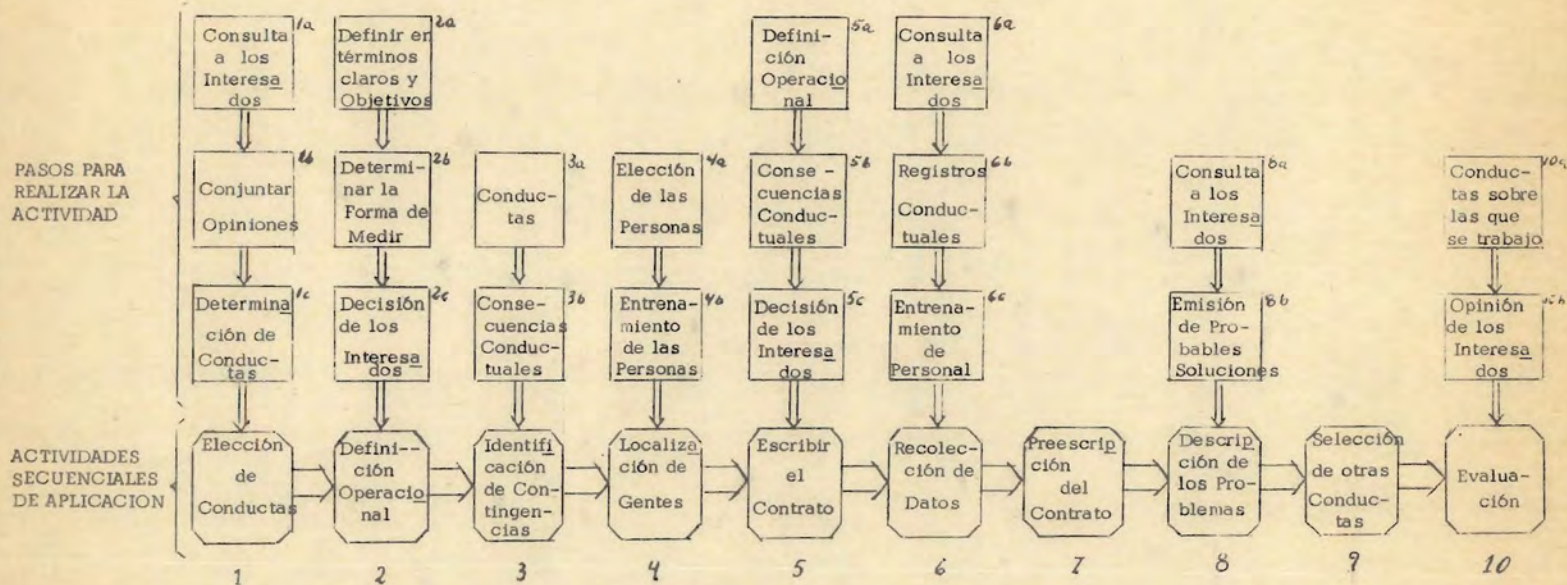 PASOS PARA
REALIZAR LA
ACTIVIDAD
Consulta
a los
Interesa
dos
1a
Definir en
términos
claros y
Objetivos
2a
Defini-
ción
Operacio
nal
5a
Consulta
a los
Interesa
dos
6a
Conjuntar
Opiniones
1b
Determi-
nar la
Forma de
Medir
2b
Conduc-
tas
3a
Elección
de las
Personas
4a
Conse-
cuencias
Conduc-
tuales
5b
Registros
Conduc-
tuales
6b
Consulta
a los
Interesa
dos
8a
Conduc-
tas sobre
las que
se trabajo
10a
Determina
ción de
Conduc-
tas
1c
Decisión
de los
Interesa
dos
2c
Conse-
cuencias
Conduc-
tuales
3b
Entrena-
miento
de las
Personas
4b
Decisión
de los
Interesa
dos
5c
Entrena-
miento
de
Personal
6c
Emisión
de Pro-
bables
Soluciones
8b
Opinión
de los
Interesa
dos
10b
ACTIVIDADES
SECUENCIALES
DE APLICACION
Elección
de
Conductas
Defini--
ción
Operacio
nal
Identifi
cación
de Con-
tingen-
cias
Localiza
ción de
Gentes
Escribir
el
Contrato
Recolec-
ción de
Datos
Preescrip
ción
del
Contrato
Descrip
ción de
los Pro-
blemas
Selección
de otras
Conduc-
tas
Evalua-
ción
1 2 3 4 5 6 7 8 9 10